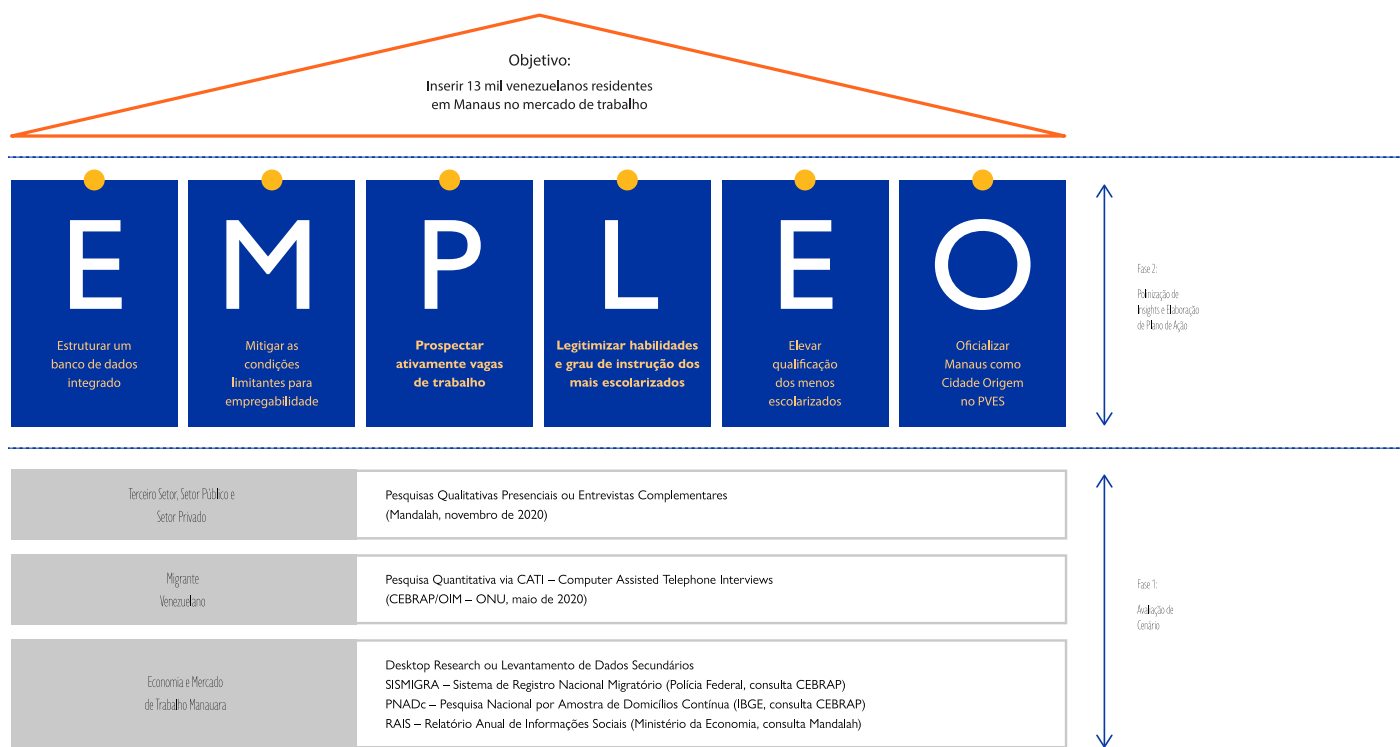 Objetivo:
Inserir 13 mil venezuelanos residentes
em Manaus no mercado de trabalho
E
Estruturar um
banco de dados
integrado
M
Mitigar as
condições
limitantes para
empregabilidade
P
Prospectar
ativamente vagas
de trabalho
L
Legitimizar habilidades
e grau de instrução dos
mais escolarizados
E
Elevar
qualificação
dos menos
escolarizados
O
Oficializar
Manaus como
Cidade Origem
no PVES
Fase 2:
Polinização de
Insights e Elaboração
de Plano de Ação
Terceiro Setor, Setor Público e
Setor Privado
Pesquisas Qualitativas Presenciais ou Entrevistas Complementares
(Mandalah, novembro de 2020)
Migrante
Venezuelano
Pesquisa Quantitativa via CATI – Computer Assisted Telephone Interviews
(CEBRAP/OIM – ONU, maio de 2020)
Economia e Mercado
de Trabalho Manauara
Desktop Research ou Levantamento de Dados Secundários
SISMIGRA – Sistema de Registro Nacional Migratório (Polícia Federal, consulta CEBRAP)
PNADc – Pesquisa Nacional por Amostra de Domicílios Contínua (IBGE, consulta CEBRAP)
RAIS – Relatório Anual de Informações Sociais (Ministério da Economia, consulta Mandalah)
Fase 1:
Avaliação de
Cenário